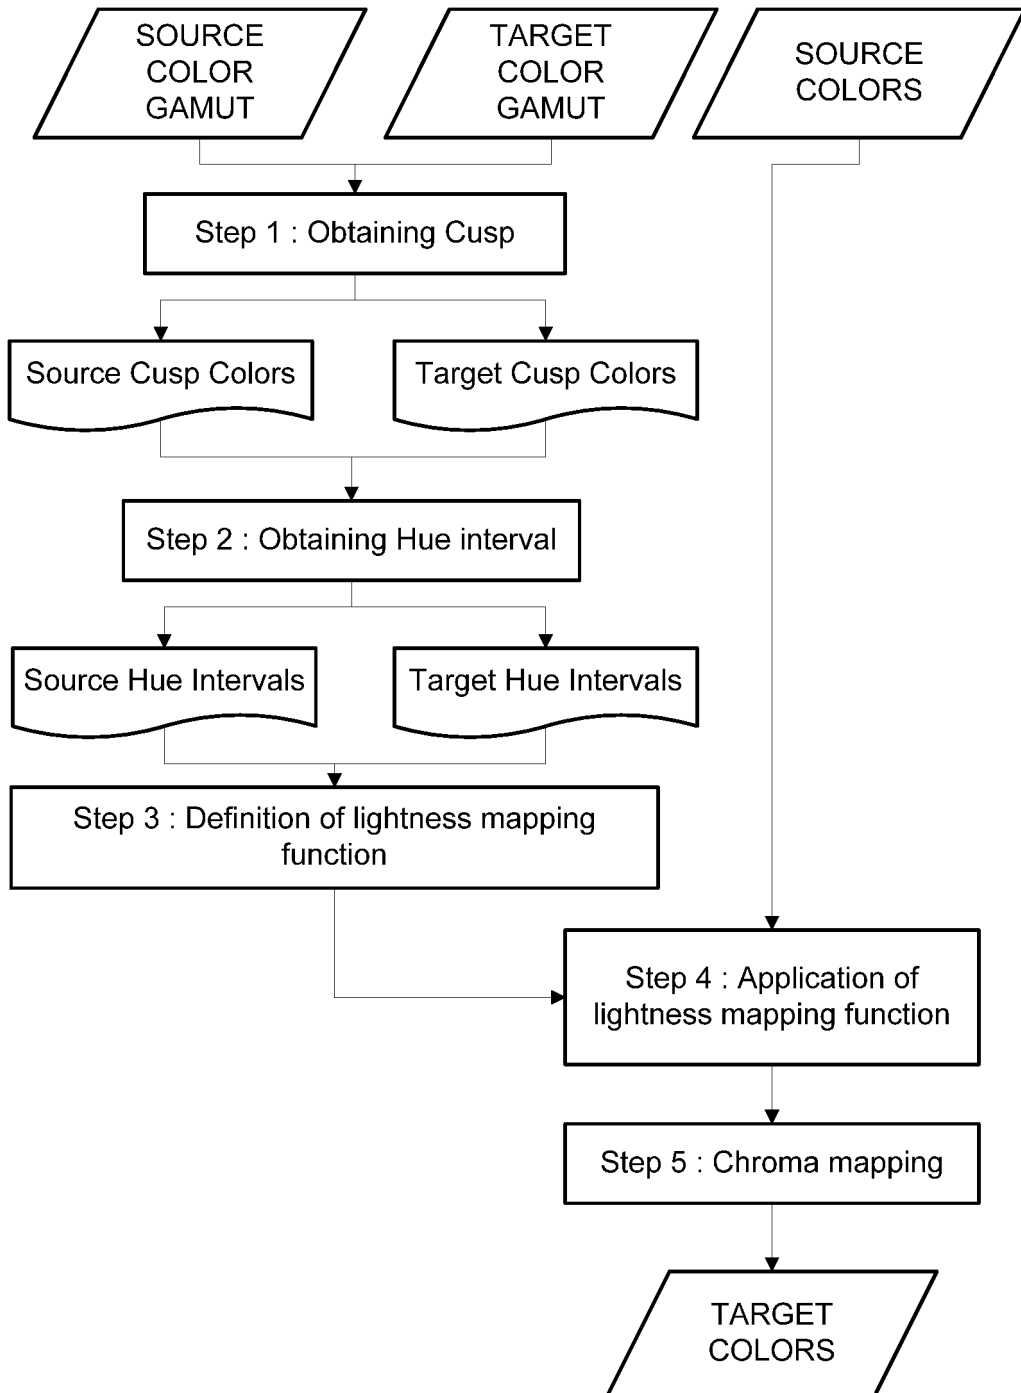 SOURCE
COLOR
GAMUT
TARGET
COLOR
GAMUT
SOURCE
COLORS
Step 1 : Obtaining Cusp
Source Cusp Colors
Target Cusp Colors
Step 2 : Obtaining Hue interval
Source Hue Intervals
Target Hue Intervals
Step 3 : Definition of lightness mapping
function
Step 4 : Application of
lightness mapping function
Step 5 : Chroma mapping
TARGET
COLORS